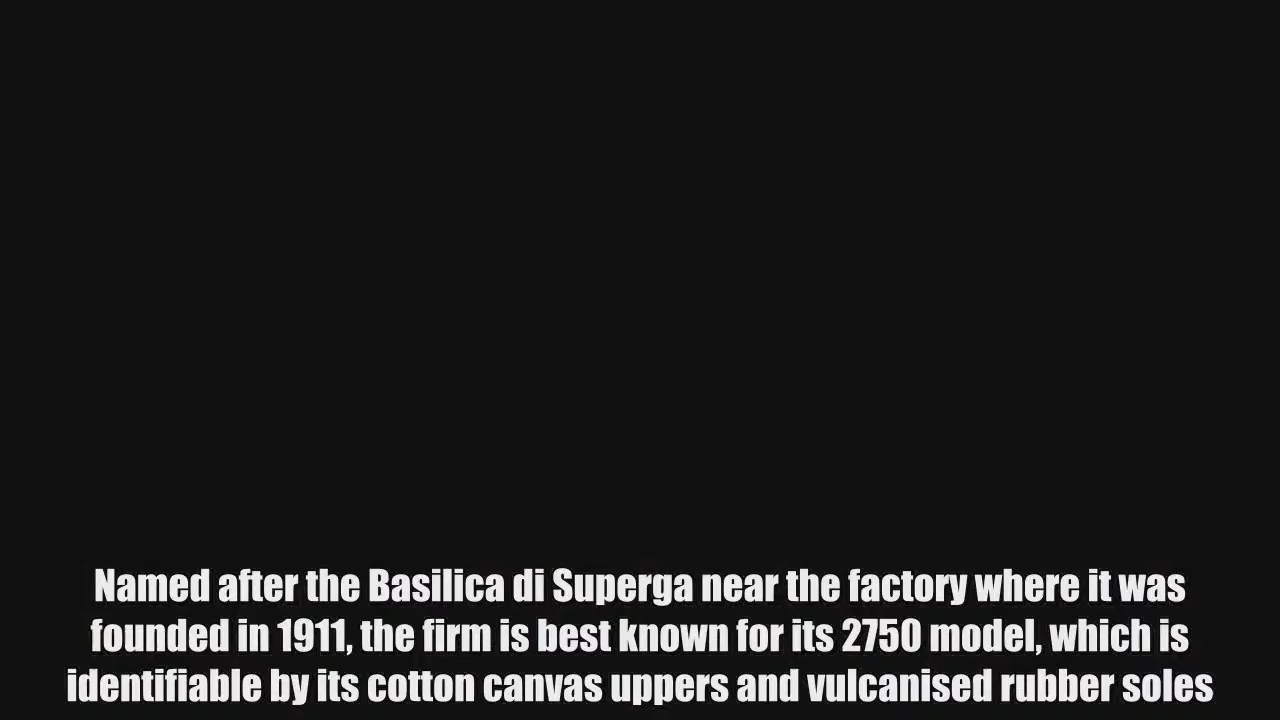 Named after the Basilica di Superga near the factory where it was
founded in 1911, the firm is best known for its 2750 model, which is
identifiable by its cotton canvas uppers and vulcanised rubber soles